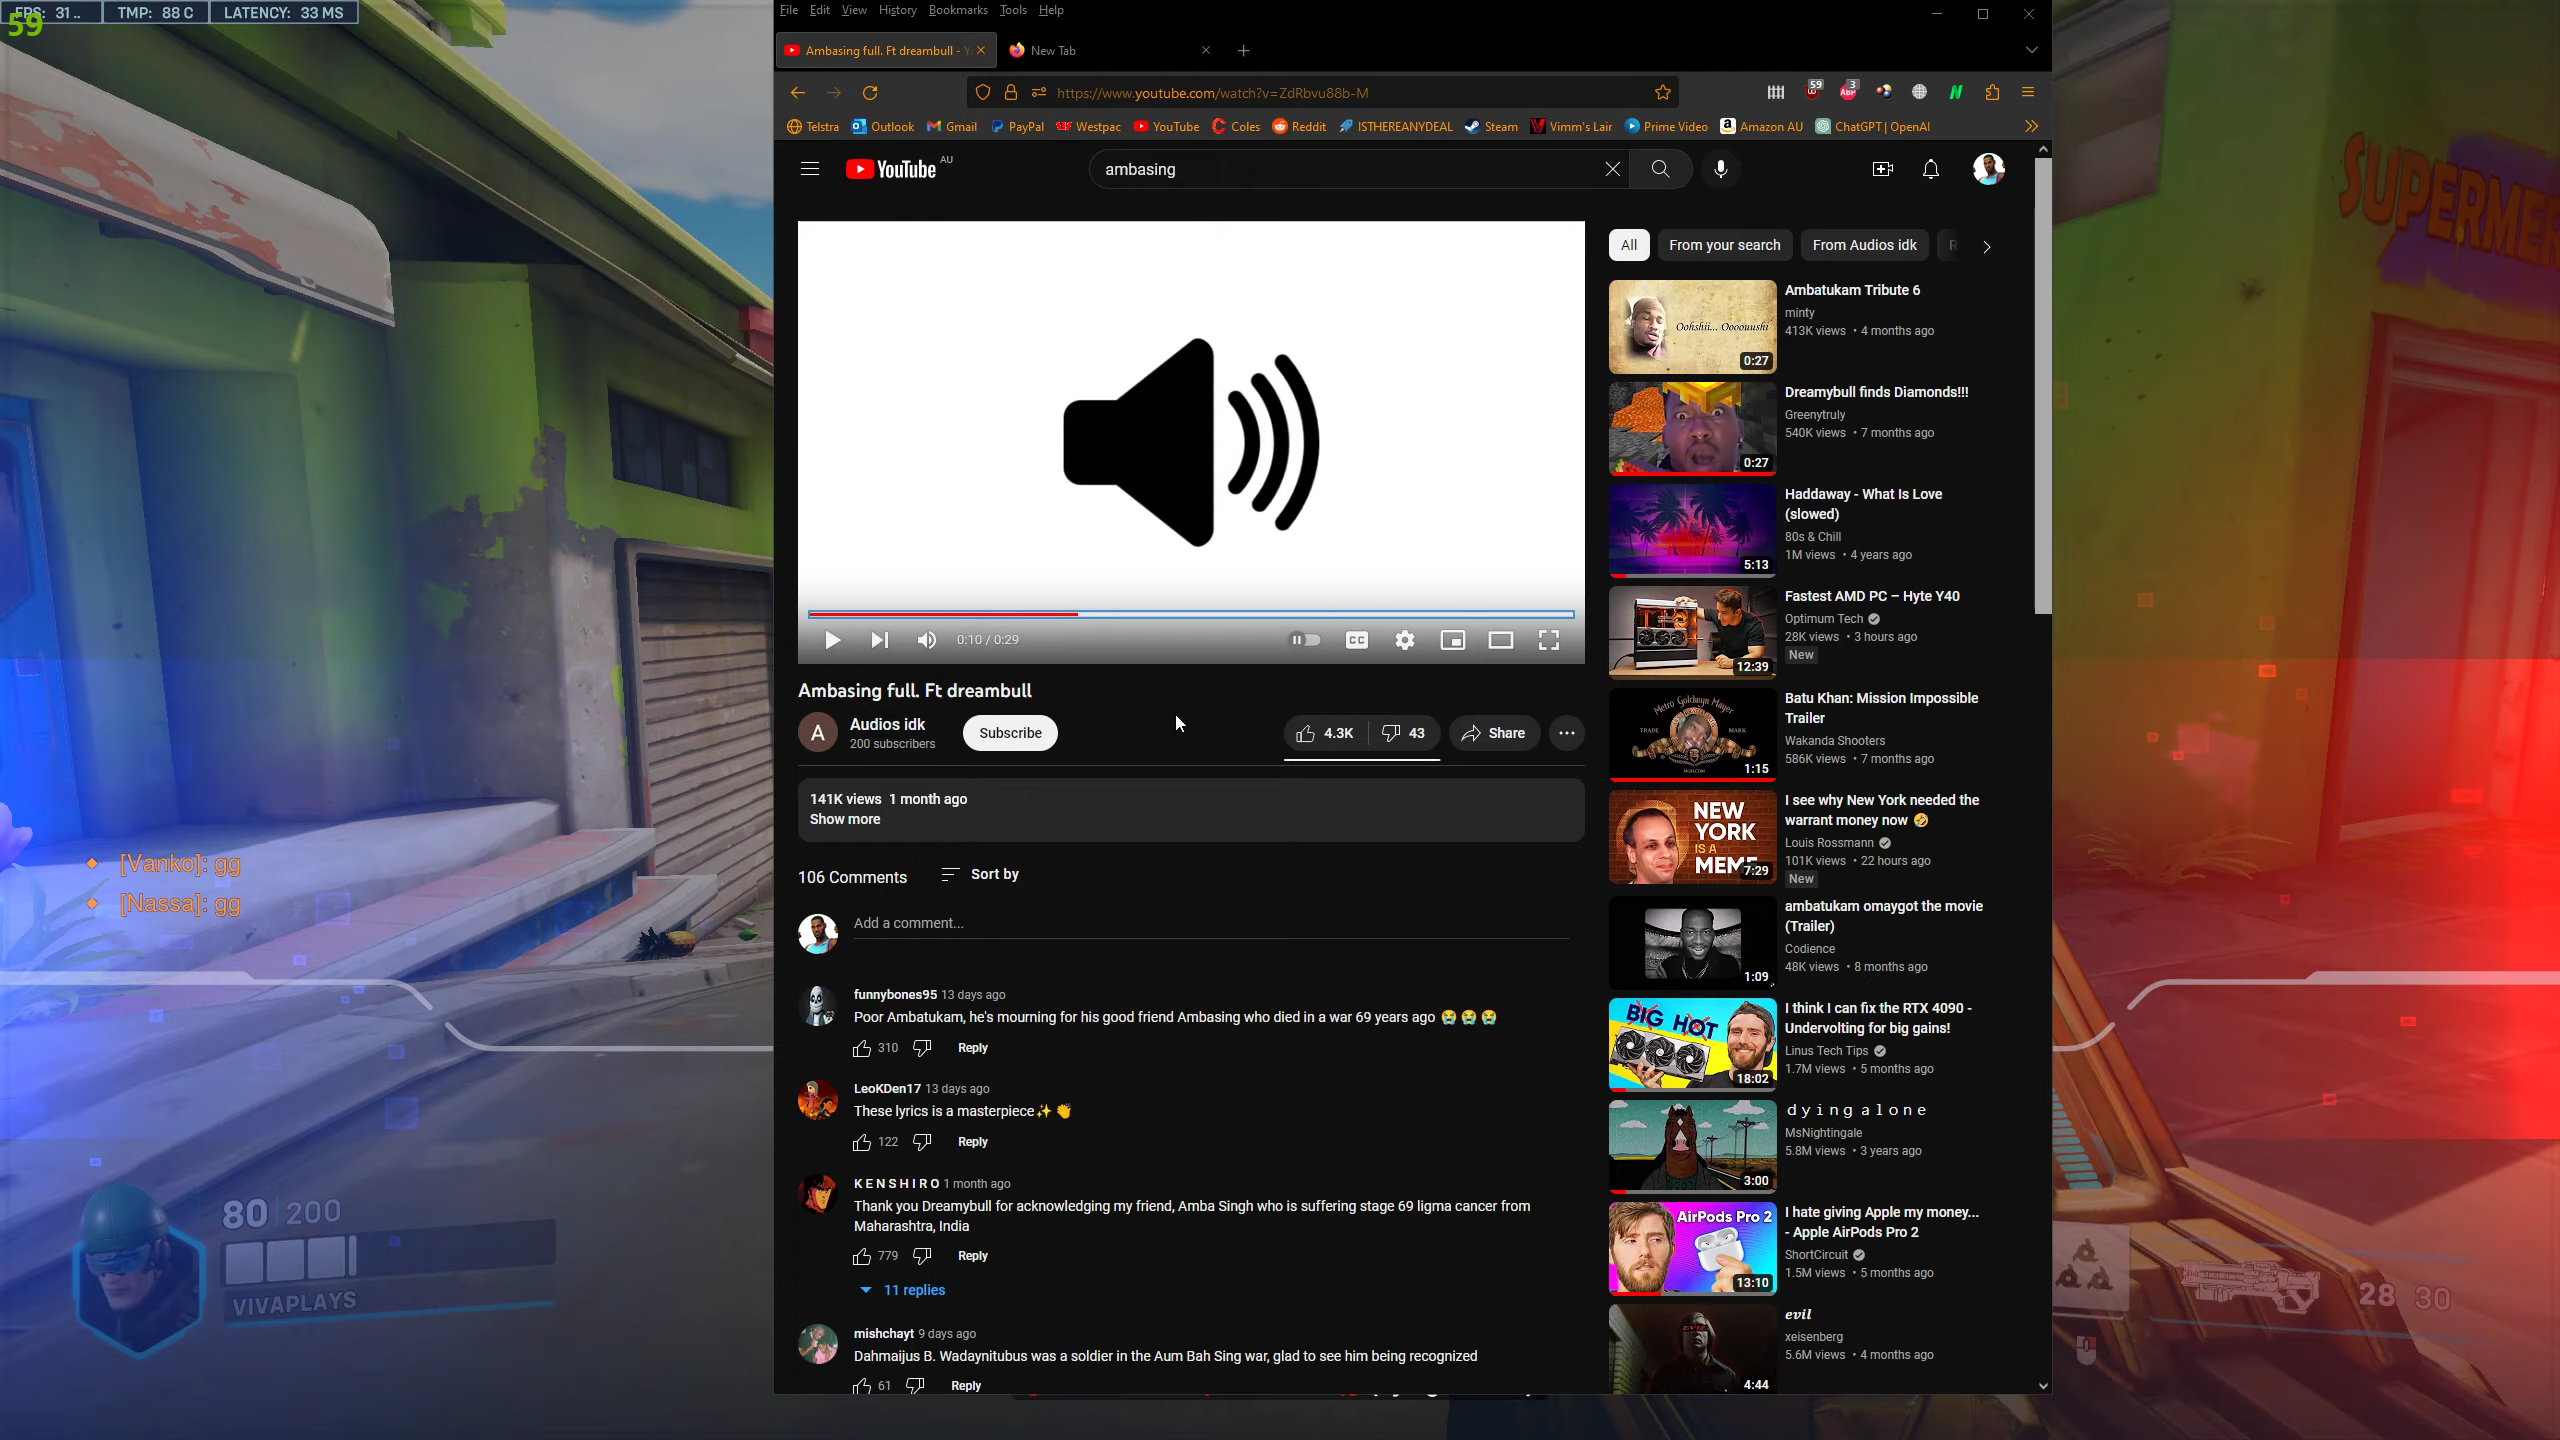 FPS: 31 ..
TMP: 88 C
LATENCY: 33 MS
59
File Edit View History Bookmarks Tools Help
Ambasing full. Ft dreambull -
New Tab
https://www.youtube.com/watch?v=ZdRbvu88b-M
59
3
ABP
Telstra Outlook Gmail PayPal Westpac YouTube Coles Reddit ISTHEREANYDEAL Steam Vimm's Lair Prime Video Amazon AU ChatGPT | OpenAI
YouTube AU
ambasing
0:10 / 0:29
CC
Ambasing full. Ft dreambull
A
Audios idk
200 subscribers
Subscribe
4.3K
43
Share
141K views 1 month ago
Show more
106 Comments
Sort by
Add a comment...
funnybones95 13 days ago
Poor Ambatukam, he's mourning for his good friend Ambasing who died in a war 69 years ago 😭😭😭
310 Reply
LeoKDen17 13 days ago
These lyrics is a masterpiece✨👏
122 Reply
K E N S H I R O 1 month ago
Thank you Dreamybull for acknowledging my friend, Amba Singh who is suffering stage 69 ligma cancer from
Maharashtra, India
779 Reply
11 replies
mishchayt 9 days ago
Dahmaijus B. Wadaynitubus was a soldier in the Aum Bah Sing war, glad to see him being recognized
61 Reply
All
From your search
From Audios idk
Oohshii... Oooouushi
0:27
Ambatukam Tribute 6
minty
413K views • 4 months ago
0:27
Dreamybull finds Diamonds!!!
Greenytruly
540K views • 7 months ago
5:13
Haddaway - What Is Love
(slowed)
80s & Chill
1M views • 4 years ago
12:39
Fastest AMD PC – Hyte Y40
Optimum Tech
28K views • 3 hours ago
New
Metro Goldwyn Mayer
TRADE MARK
MGM.COM
1:15
Batu Khan: Mission Impossible
Trailer
Wakanda Shooters
586K views • 7 months ago
NEW
YORK
IS A
MEME
7:29
I see why New York needed the
warrant money now 🤣
Louis Rossmann
101K views • 22 hours ago
New
1:09
ambatukam omaygot the movie
(Trailer)
Codience
48K views • 8 months ago
BIG HOT
18:02
I think I can fix the RTX 4090 -
Undervolting for big gains!
Linus Tech Tips
1.7M views • 5 months ago
3:00
d y i n g a l o n e
MsNightingale
5.8M views • 3 years ago
AirPods Pro 2
13:10
I hate giving Apple my money...
- Apple AirPods Pro 2
ShortCircuit
1.5M views • 5 months ago
EVIL
4:44
evil
xeisenberg
5.6M views • 4 months ago
[Vanko]: gg
[Nassa]: gg
80 | 200
VIVAPLAYS
28 30